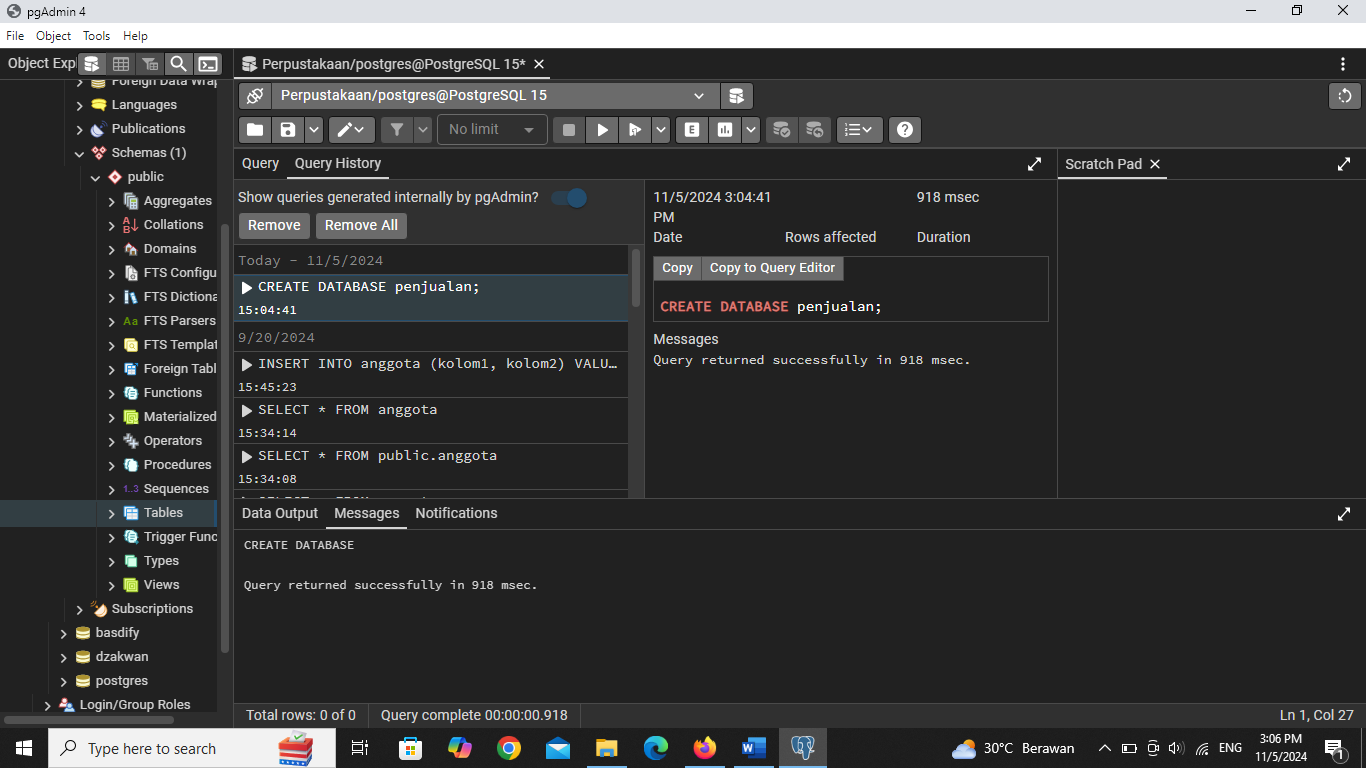 pgAdmin 4
File Object Tools Help
Object Expl
Perpustakaan/postgres@PostgreSQL 15*
Perpustakaan/postgres@PostgreSQL 15
No limit
E
Query Query History
Scratch Pad
Foreign Data Wrap
Languages
Publications
Schemas (1)
public
Aggregates
Collations
Domains
FTS Configu
FTS Dictiona
FTS Parsers
FTS Templat
Foreign Tabl
Functions
Materialized
Operators
Procedures
1..3 Sequences
Tables
Trigger Func
Types
Views
Subscriptions
basdify
dzakwan
postgres
Login/Group Roles
Show queries generated internally by pgAdmin?
Remove Remove All
Today - 11/5/2024
CREATE DATABASE penjualan;
15:04:41
9/20/2024
INSERT INTO anggota (kolom1, kolom2) VALU…
15:45:23
SELECT * FROM anggota
15:34:14
SELECT * FROM public.anggota
15:34:08
11/5/2024 3:04:41 PM
918 msec
Date Rows affected Duration
Copy Copy to Query Editor
CREATE DATABASE penjualan;
Messages
Query returned successfully in 918 msec.
Data Output Messages Notifications
CREATE DATABASE
Query returned successfully in 918 msec.
Total rows: 0 of 0 Query complete 00:00:00.918 Ln 1, Col 27
Type here to search
30°C Berawan
ENG
3:06 PM
11/5/2024
1